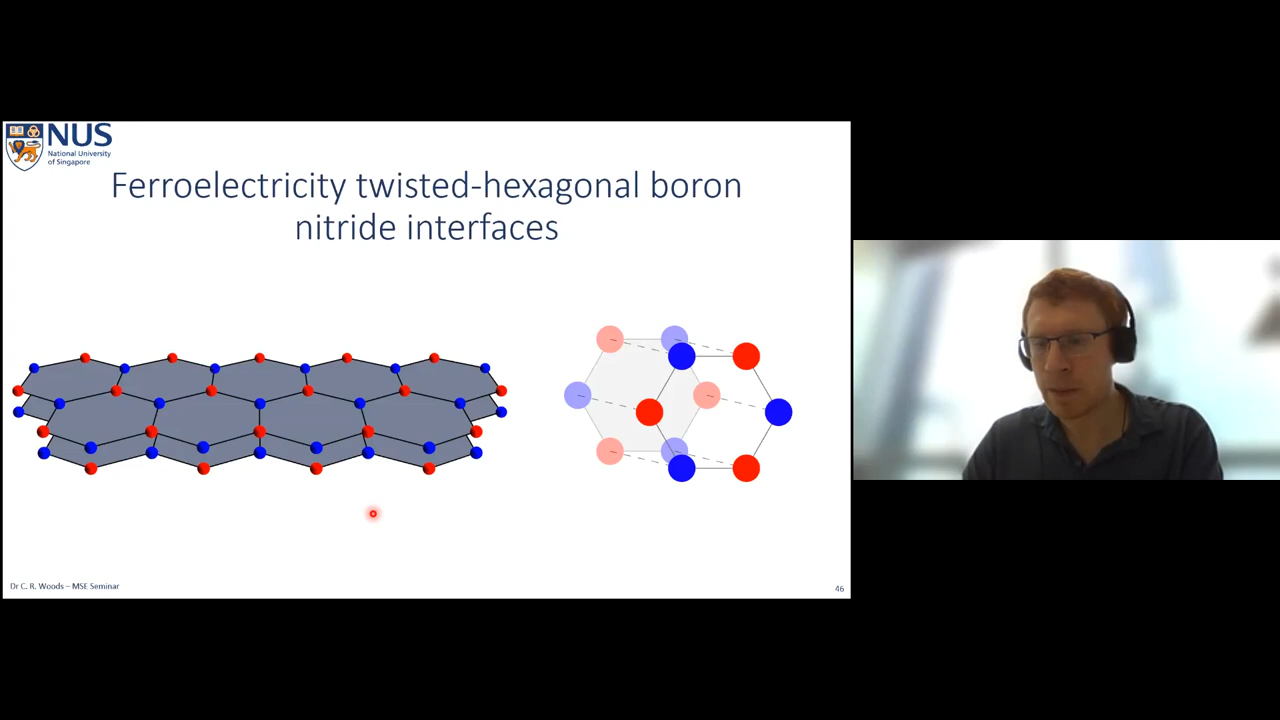 NUS
National University
of Singapore
Ferroelectricity twisted-hexagonal boron
nitride interfaces
Dr C. R. Woods – MSE Seminar
46